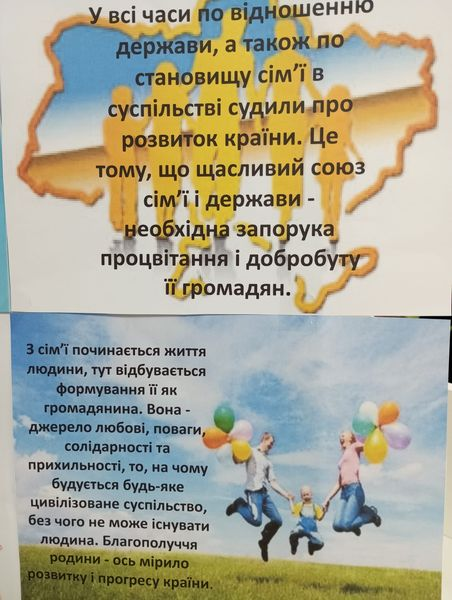 У всі часи по відношенню
держави, а також по
становищу сім’ї в
суспільстві судили про
розвиток країни. Це
тому, що щасливий союз
сім’ї і держави -
необхідна запорука
процвітання і добробуту
її громадян.
З сім’ї починається життя
людини, тут відбувається
формування її як
громадянина. Вона -
джерело любові, поваги,
солідарності та
прихильності, то, на чому
будується будь-яке
цивілізоване суспільство,
без чого не може існувати
людина. Благополуччя
родини - ось мірило
розвитку і прогресу країни.